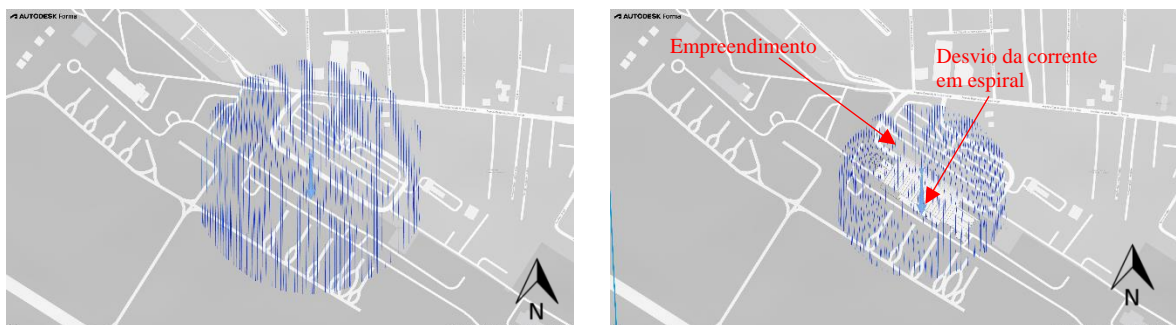 AUTODESK Forma
N
AUTODESK Forma
Empreendimento
Desvio da corrente
em espiral
N